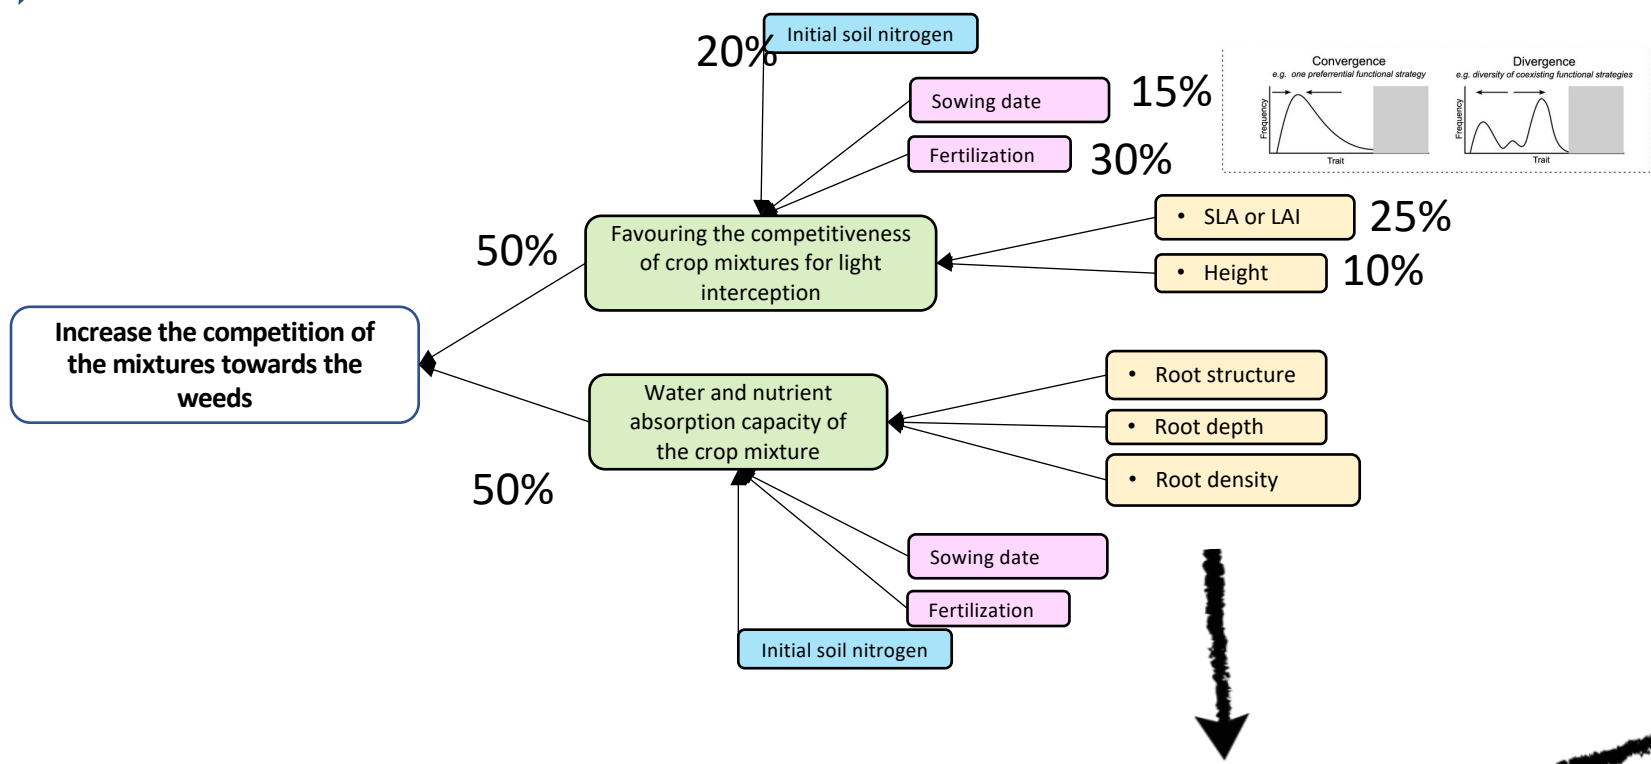 Initial soil nitrogen
20%
Sowing date
15%
Fertilization
30%
Convergence
e.g. one preferrential functional strategy
Frequency
Trait
Divergence
e.g. diversity of coexisting functional strategies
Frequency
Trait
50%
Favouring the competitiveness
of crop mixtures for light
interception
• SLA or LAI
25%
• Height
10%
Increase the competition of
the mixtures towards the
weeds
Water and nutrient
absorption capacity of
the crop mixture
50%
• Root structure
• Root depth
• Root density
Sowing date
Fertilization
Initial soil nitrogen